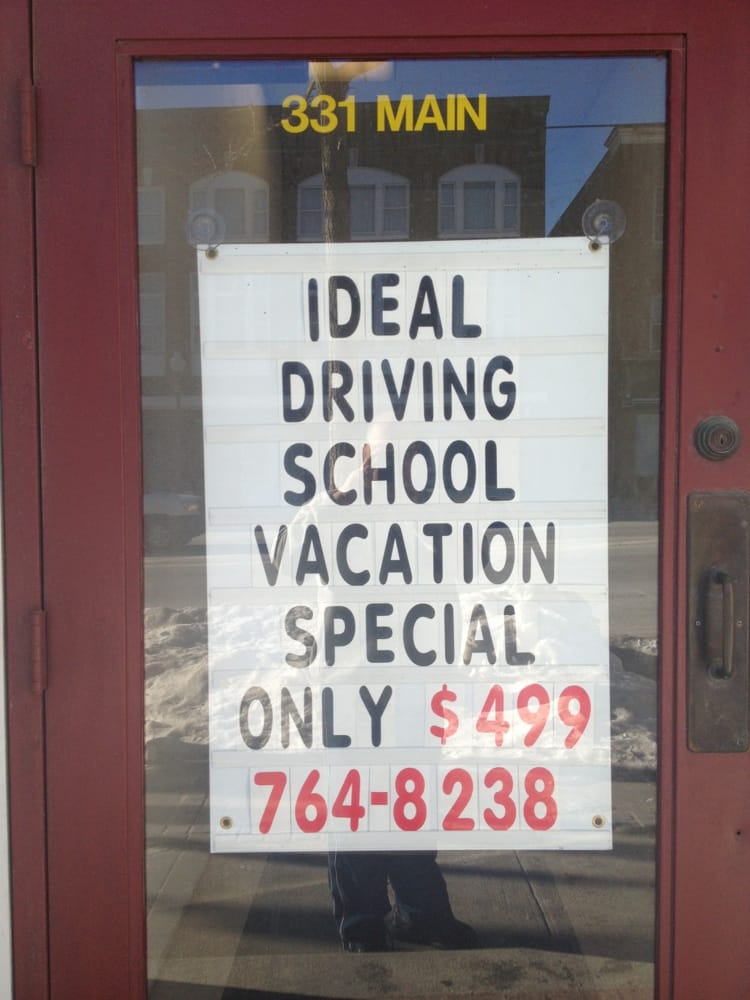 331 MAIN
IDEAL
DRIVING
SCHOOL
VACATION
SPECIAL
ONLY $499
764-8238